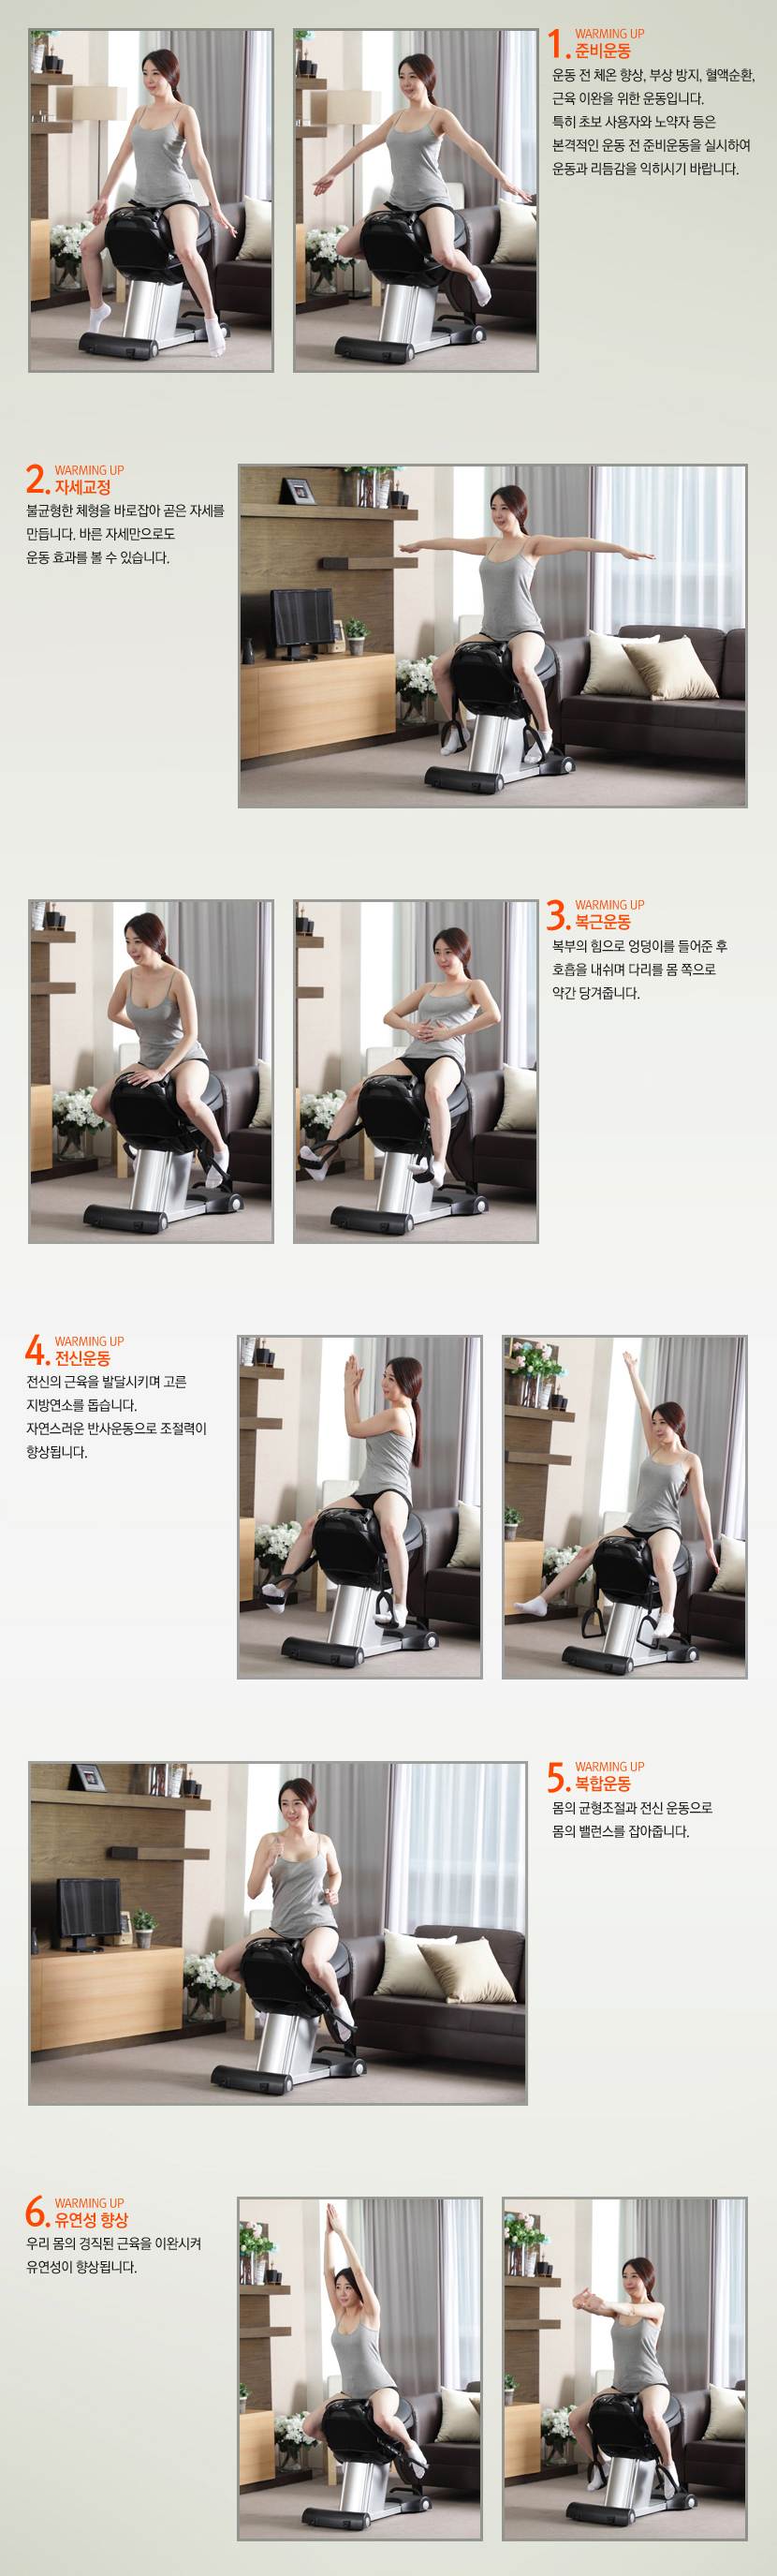 1. WARMING UP
준비운동
운동 전 체온 향상, 부상 방지, 혈액순환,
근육 이완을 위한 운동입니다.
특히 초보 사용자와 노약자 등은
본격적인 운동 전 준비운동을 실시하여
운동과 리듬감을 익히시기 바랍니다.
2. WARMING UP
자세교정
불균형한 체형을 바로잡아 곧은 자세를
만듭니다. 바른 자세만으로도
운동 효과를 볼 수 있습니다.
3. WARMING UP
복근운동
복부의 힘으로 엉덩이를 들어준 후
호흡을 내쉬며 다리를 몸 쪽으로
약간 당겨줍니다.
4. WARMING UP
전신운동
전신의 근육을 발달시키며 고른
지방연소를 돕습니다.
자연스러운 반사운동으로 조절력이
향상됩니다.
5. WARMING UP
복합운동
몸의 균형조절과 전신 운동으로
몸의 밸런스를 잡아줍니다.
6. WARMING UP
유연성 향상
우리 몸의 경직된 근육을 이완시켜
유연성이 향상됩니다.